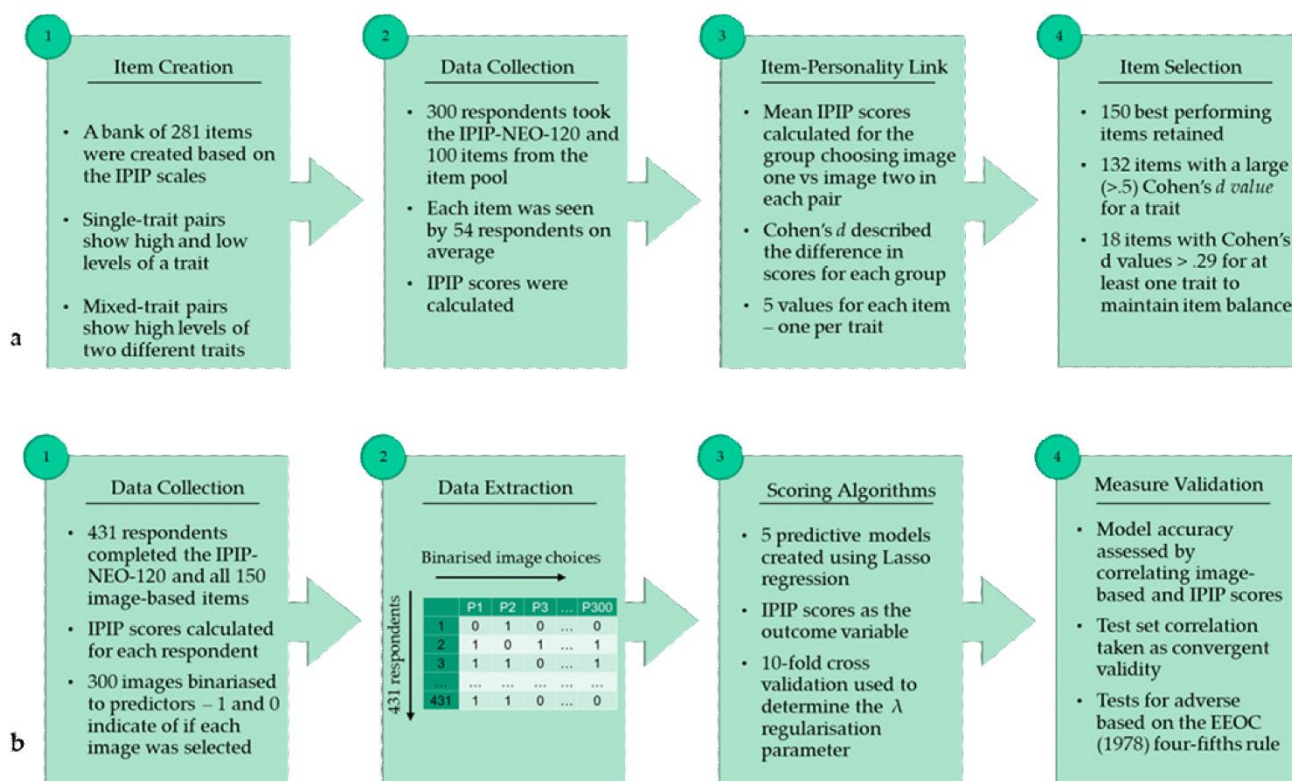 1
Item Creation
• A bank of 281 items
were created based on
the IPIP scales
• Single-trait pairs
show high and low
levels of a trait
• Mixed-trait pairs
show high levels of
two different traits
2
Data Collection
• 300 respondents took
the IPIP-NEO-120 and
100 items from the
item pool
• Each item was seen
by 54 respondents on
average
• IPIP scores were
calculated
3
Item-Personality Link
• Mean IPIP scores
calculated for the
group choosing image
one vs image two in
each pair
• Cohen's d described
the difference in
scores for each group
• 5 values for each item
– one per trait
4
Item Selection
• 150 best performing
items retained
• 132 items with a large
(>.5) Cohen's d value
for a trait
• 18 items with Cohen's
d values > .29 for at
least one trait to
maintain item balance
a
1
Data Collection
• 431 respondents
completed the IPIP-
NEO-120 and all 150
image-based items
• IPIP scores calculated
for each respondent
• 300 images binariased
to predictors – 1 and 0
indicate of if each
image was selected
2
Data Extraction
Binarised image choices
431 respondents
P1 P2 P3 ... P300
1 0 1 0 ... 0
2 1 0 1 ... 1
3 1 1 0 ... 1
... ... ... ... ... ...
431 1 1 0 ... 0
3
Scoring Algorithms
• 5 predictive models
created using Lasso
regression
• IPIP scores as the
outcome variable
• 10-fold cross
validation used to
determine the λ
regularisation
parameter
4
Measure Validation
• Model accuracy
assessed by
correlating image-
based and IPIP scores
• Test set correlation
taken as convergent
validity
• Tests for adverse
based on the EEOC
(1978) four-fifths rule
b